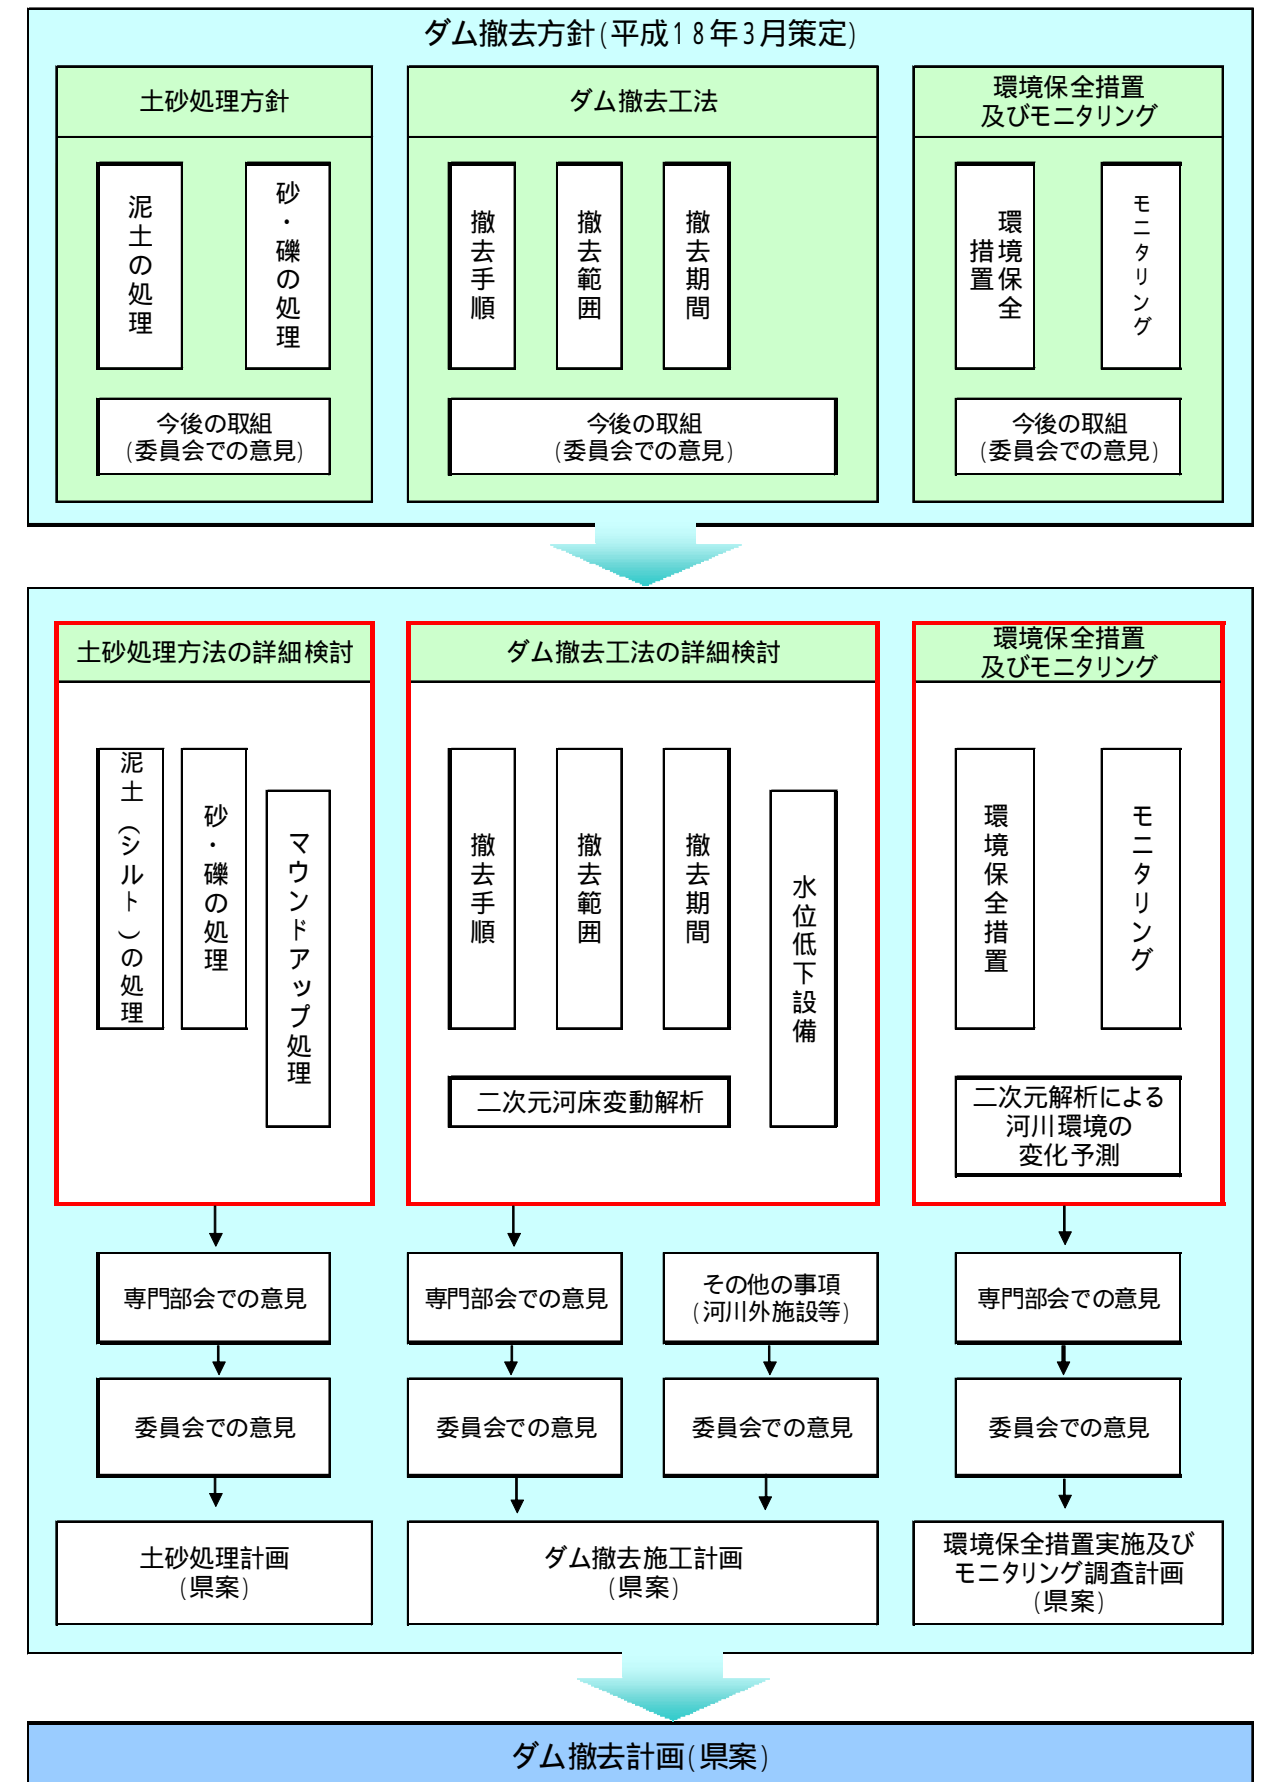 ダム撤去方針(平成18年3月策定)
土砂処理方針
泥土の処理
砂・礫の処理
今後の取組
(委員会での意見)
ダム撤去工法
撤去手順
撤去範囲
撤去期間
今後の取組
(委員会での意見)
環境保全措置
及びモニタリング
環境保全
措置
モニタリング
今後の取組
(委員会での意見)
土砂処理方法の詳細検討
泥土(シルト)の処理
砂・礫の処理
マウンドアップ処理
ダム撤去工法の詳細検討
撤去手順
撤去範囲
撤去期間
水位低下設備
二次元河床変動解析
環境保全措置
及びモニタリング
環境保全措置
モニタリング
二次元解析による
河川環境の
変化予測
専門部会での意見
専門部会での意見
その他の事項
(河川外施設等)
専門部会での意見
委員会での意見
委員会での意見
委員会での意見
委員会での意見
土砂処理計画
(県案)
ダム撤去施工計画
(県案)
環境保全措置実施及び
モニタリング調査計画
(県案)
ダム撤去計画(県案)